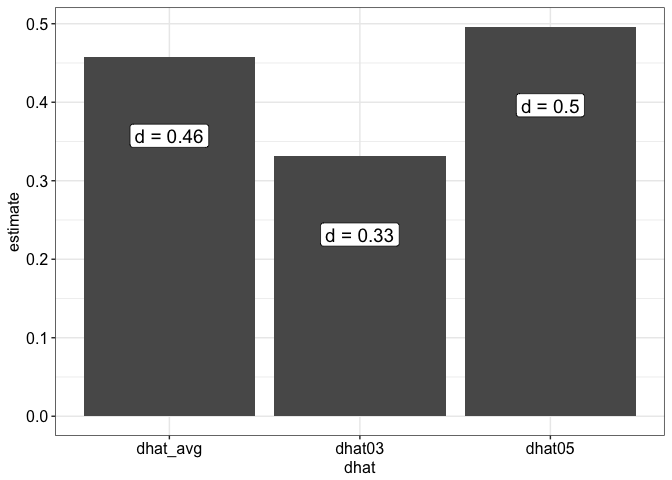 0.5
0.4
0.3
0.2
0.1
0.0
estimate
d = 0.46
d = 0.33
d = 0.5
dhat_avg
dhat03
dhat05
dhat